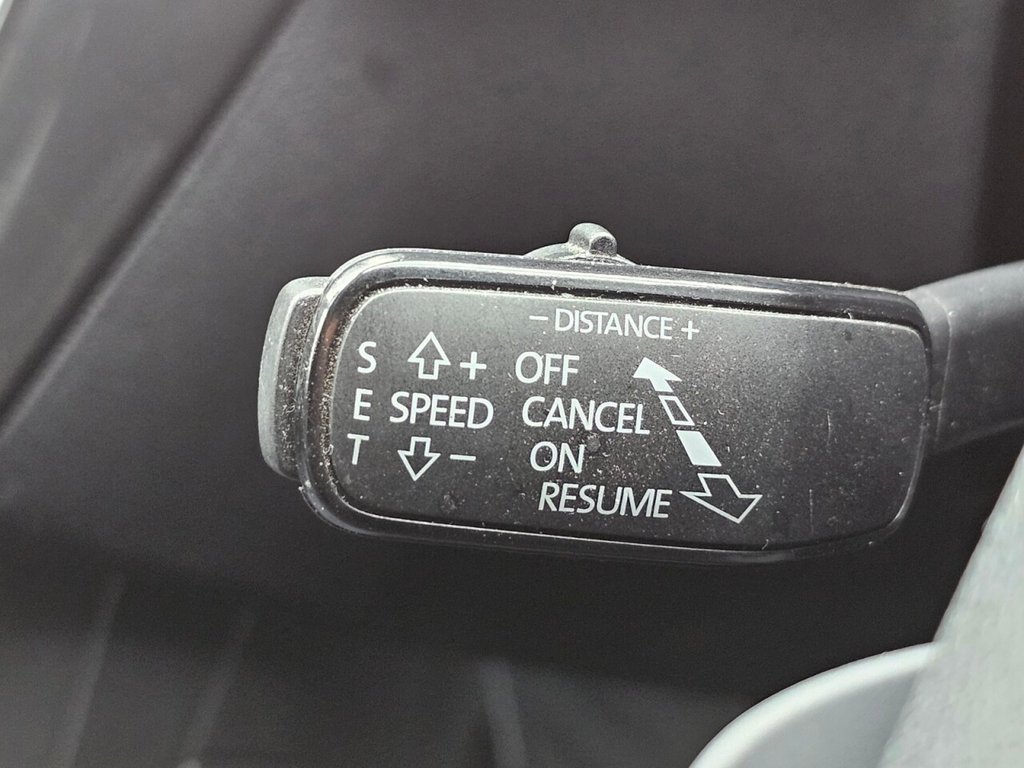 - DISTANCE +
S + OFF
E SPEED CANCEL
T - ON
RESUME